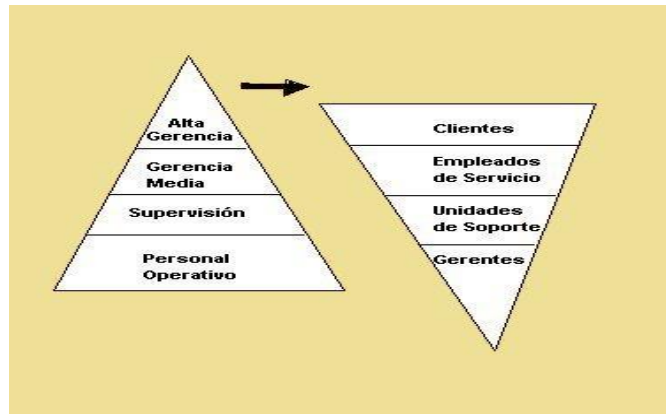 Alta
Gerencia
Gerencia
Media
Supervisión
Personal
Operativo
Clientes
Empleados
de Servicio
Unidades
de Soporte
Gerentes